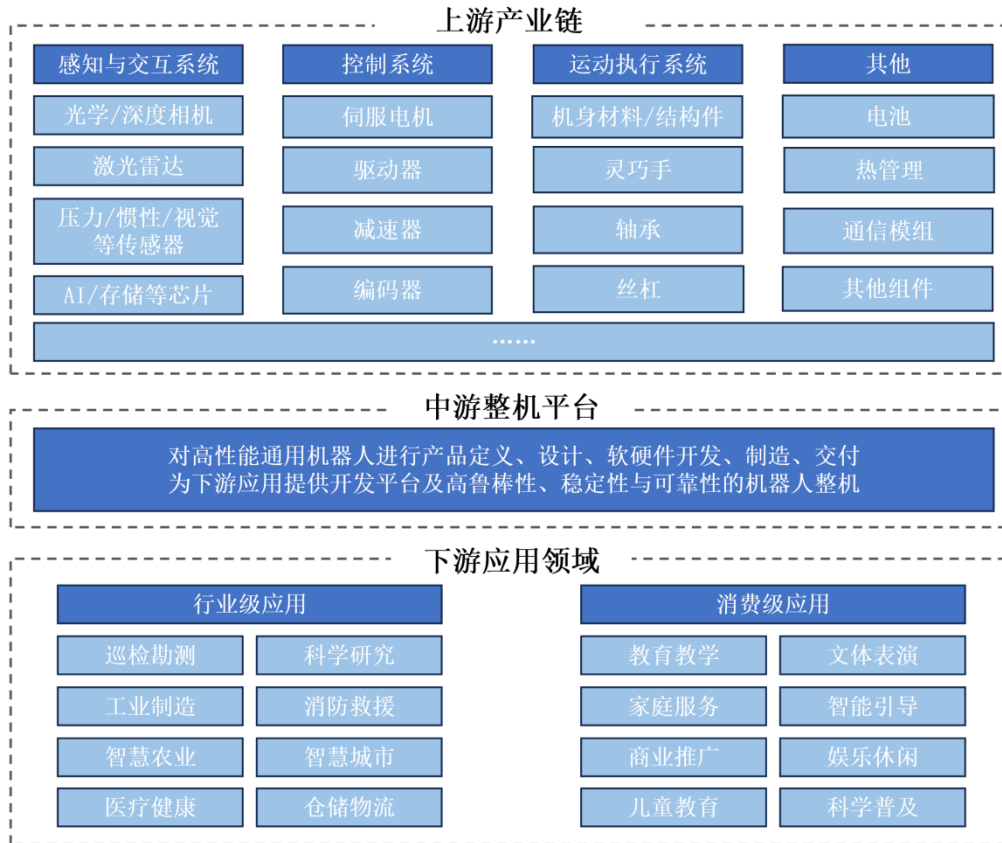 上游产业链
感知与交互系统
控制系统
运动执行系统
其他
光学/深度相机
伺服电机
机身材料/结构件
电池
激光雷达
驱动器
灵巧手
热管理
压力/惯性/视觉
等传感器
减速器
轴承
通信模组
AI/存储等芯片
编码器
丝杠
其他组件
······
中游整机平台
对高性能通用机器人进行产品定义、设计、软硬件开发、制造、交付
为下游应用提供开发平台及高鲁棒性、稳定性与可靠性的机器人整机
下游应用领域
行业级应用
消费级应用
巡检勘测
科学研究
教育教学
文体表演
工业制造
消防救援
家庭服务
智能引导
智慧农业
智慧城市
商业推广
娱乐休闲
医疗健康
仓储物流
儿童教育
科学普及